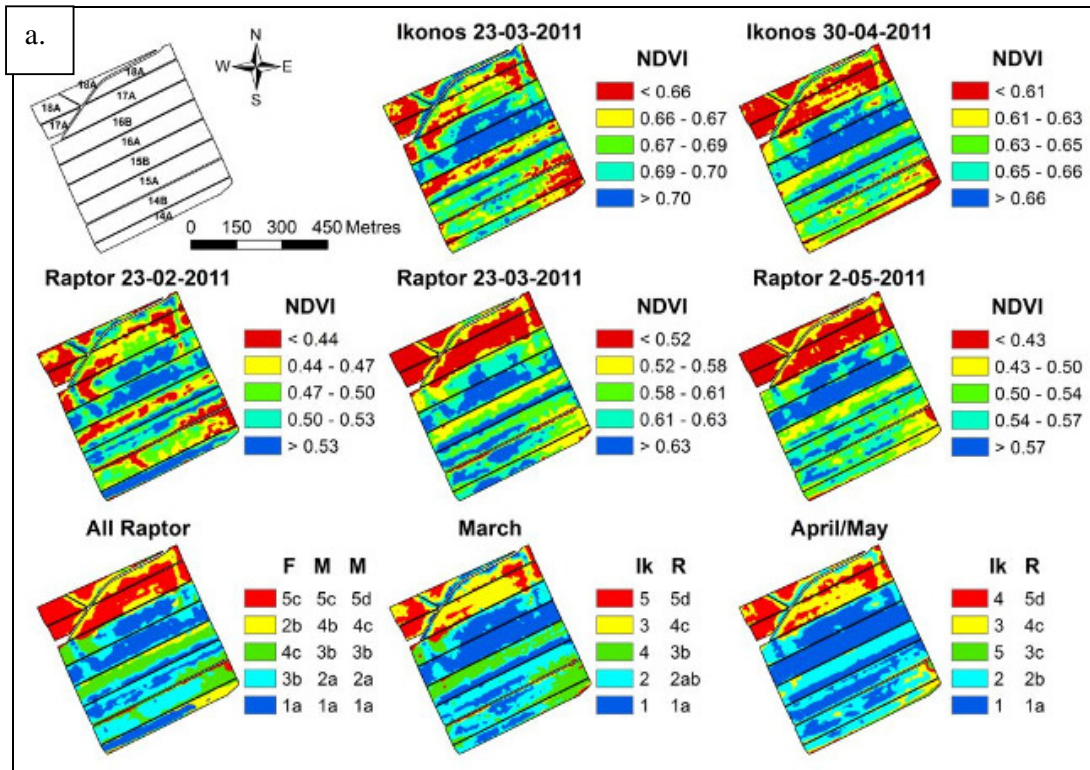 a.
N
W E
S
18A
18A
18A
17A
17A
16B
16A
15B
15A
14B
14A
0 150 300 450 Metres
Ikonos 23-03-2011
NDVI
< 0.66
0.66 - 0.67
0.67 - 0.69
0.69 - 0.70
> 0.70
Ikonos 30-04-2011
NDVI
< 0.61
0.61 - 0.63
0.63 - 0.65
0.65 - 0.66
> 0.66
Raptor 23-02-2011
NDVI
< 0.44
0.44 - 0.47
0.47 - 0.50
0.50 - 0.53
> 0.53
Raptor 23-03-2011
NDVI
< 0.52
0.52 - 0.58
0.58 - 0.61
0.61 - 0.63
> 0.63
Raptor 2-05-2011
NDVI
< 0.43
0.43 - 0.50
0.50 - 0.54
0.54 - 0.57
> 0.57
All Raptor
F M M
5c 5c 5d
2b 4b 4c
4c 3b 3b
3b 2a 2a
1a 1a 1a
March
Ik R
5 5d
3 4c
4 3b
2 2ab
1 1a
April/May
Ik R
4 5d
3 4c
5 3c
2 2b
1 1a